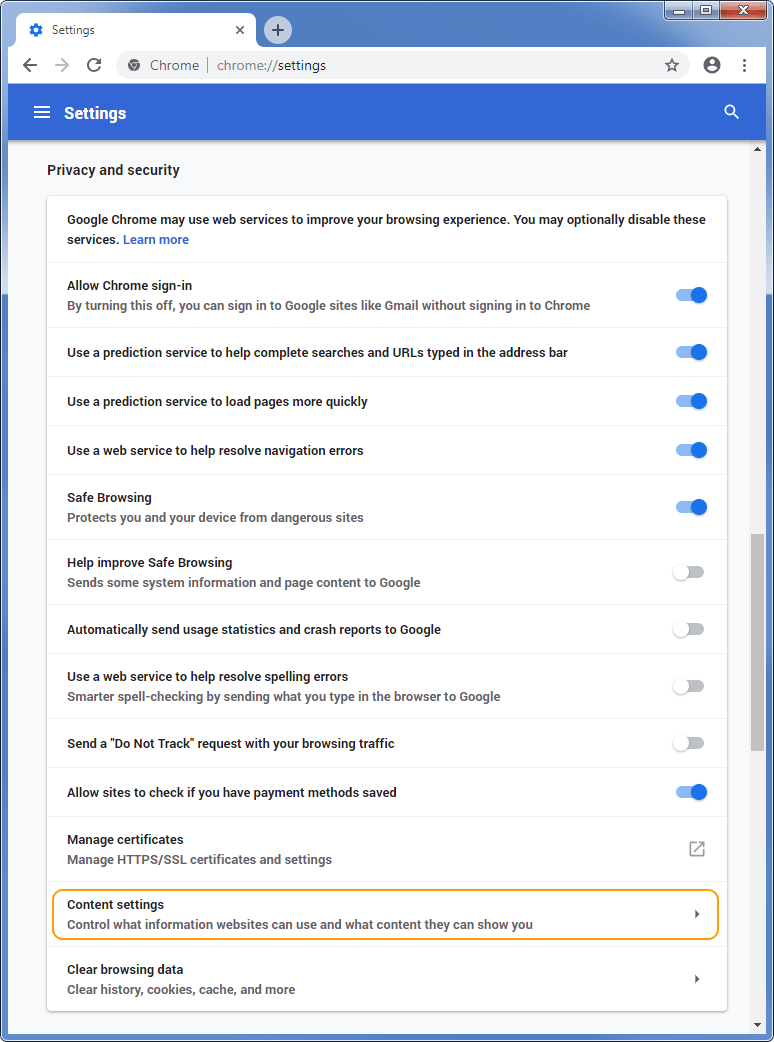 Settings
Chrome
chrome://settings
Settings
Privacy and security
Google Chrome may use web services to improve your browsing experience. You may optionally disable these
services. Learn more
Allow Chrome sign-in
By turning this off, you can sign in to Google sites like Gmail without signing in to Chrome
Use a prediction service to help complete searches and URLs typed in the address bar
Use a prediction service to load pages more quickly
Use a web service to help resolve navigation errors
Safe Browsing
Protects you and your device from dangerous sites
Help improve Safe Browsing
Sends some system information and page content to Google
Automatically send usage statistics and crash reports to Google
Use a web service to help resolve spelling errors
Smarter spell-checking by sending what you type in the browser to Google
Send a "Do Not Track" request with your browsing traffic
Allow sites to check if you have payment methods saved
Manage certificates
Manage HTTPS/SSL certificates and settings
Content settings
Control what information websites can use and what content they can show you
Clear browsing data
Clear history, cookies, cache, and more